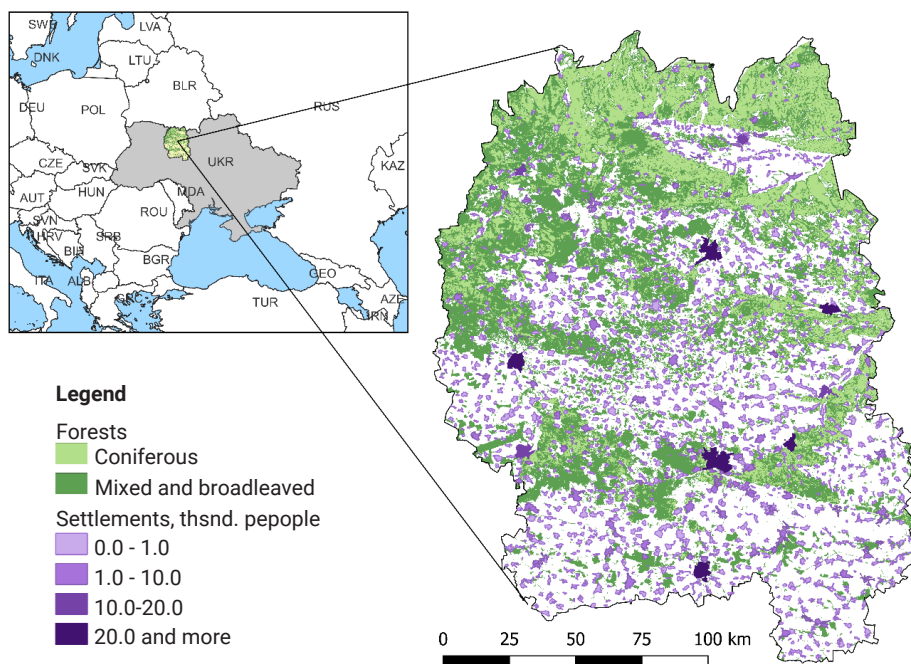 SWE
LVA
DNK
LTU
BLR
RUS
DEU
POL
UKR
KAZ
CZE
SVK
AUT
HUN
MDA
SVN
ROU
HRV
BIH
SRB
BGR
ITA
ALB
GEO
GRC
TUR
AZE
IRN
Legend
Forests
Coniferous
Mixed and broadleaved
Settlements, thsnd. pepople
0.0 - 1.0
1.0 - 10.0
10.0-20.0
20.0 and more
0 25 50 75 100 km